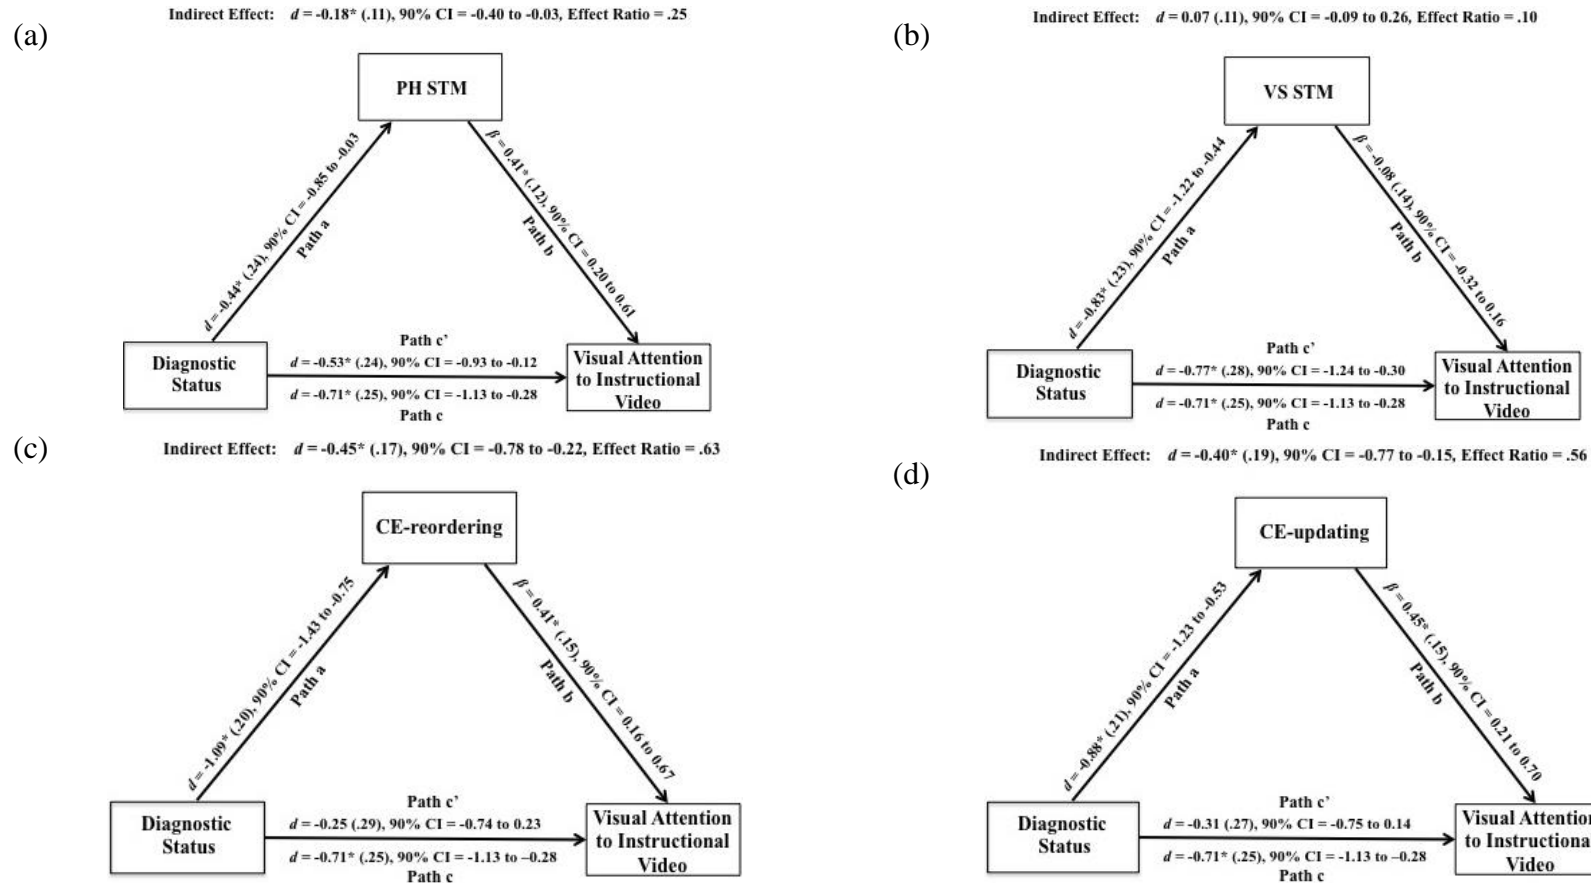 Indirect Effect: d = -0.18* (.11), 90% CI = -0.40 to -0.03, Effect Ratio = .25
(a)
PH STM
d = -0.44* (.24), 90% CI = -0.85 to -0.03
Path a
β = 0.41* (.12), 90% CI = 0.20 to 0.61
Path b
Diagnostic
Status
Path c’
d = -0.53* (.24), 90% CI = -0.93 to -0.12
d = -0.71* (.25), 90% CI = -1.13 to -0.28
Path c
Visual Attention
to Instructional
Video
Indirect Effect: d = 0.07 (.11), 90% CI = -0.09 to 0.26, Effect Ratio = .10
(b)
VS STM
d = -0.83* (.23), 90% CI = -1.22 to -0.44
Path a
β = -0.08 (.14), 90% CI = -0.32 to 0.16
Path b
Diagnostic
Status
Path c’
d = -0.77* (.28), 90% CI = -1.24 to -0.30
d = -0.71* (.25), 90% CI = -1.13 to -0.28
Path c
Visual Attention
to Instructional
Video
(c)
Indirect Effect: d = -0.45* (.17), 90% CI = -0.78 to -0.22, Effect Ratio = .63
CE-reordering
d = -1.09* (.20), 90% CI = -1.43 to -0.75
Path a
β = 0.41* (.15), 90% CI = 0.16 to 0.67
Path b
Diagnostic
Status
Path c’
d = -0.25 (.29), 90% CI = -0.74 to 0.23
d = -0.71* (.25), 90% CI = -1.13 to –0.28
Path c
Visual Attention
to Instructional
Video
Indirect Effect: d = -0.40* (.19), 90% CI = -0.77 to -0.15, Effect Ratio = .56
(d)
CE-updating
d = -0.88* (.21), 90% CI = -1.23 to -0.53
Path a
β = 0.45* (.15), 90% CI = 0.21 to 0.70
Path b
Diagnostic
Status
Path c’
d = -0.31 (.27), 90% CI = -0.75 to 0.14
d = -0.71* (.25), 90% CI = -1.13 to –0.28
Path c
Visual Attention
to Instructional
Video